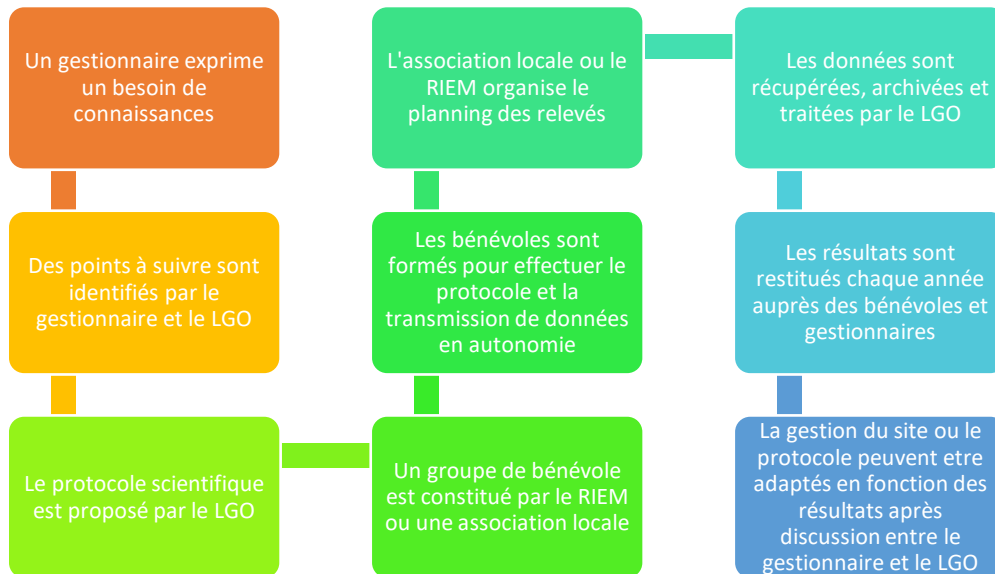 Un gestionnaire exprime
un besoin de
connaissances
Des points à suivre sont
identifiés par le
gestionnaire et le LGO
Le protocole scientifique
est proposé par le LGO
Un groupe de bénévole
est constitué par le RIEM
ou une association locale
Les bénévoles sont
formés pour effectuer le
protocole et la
transmission de données
en autonomie
L'association locale ou le
RIEM organise le
planning des relevés
Les données sont
récupérées, archivées et
traitées par le LGO
Les résultats sont
restitués chaque année
auprès des bénévoles et
gestionnaires
La gestion du site ou le
protocole peuvent etre
adaptés en fonction des
résultats après
discussion entre le
gestionnaire et le LGO